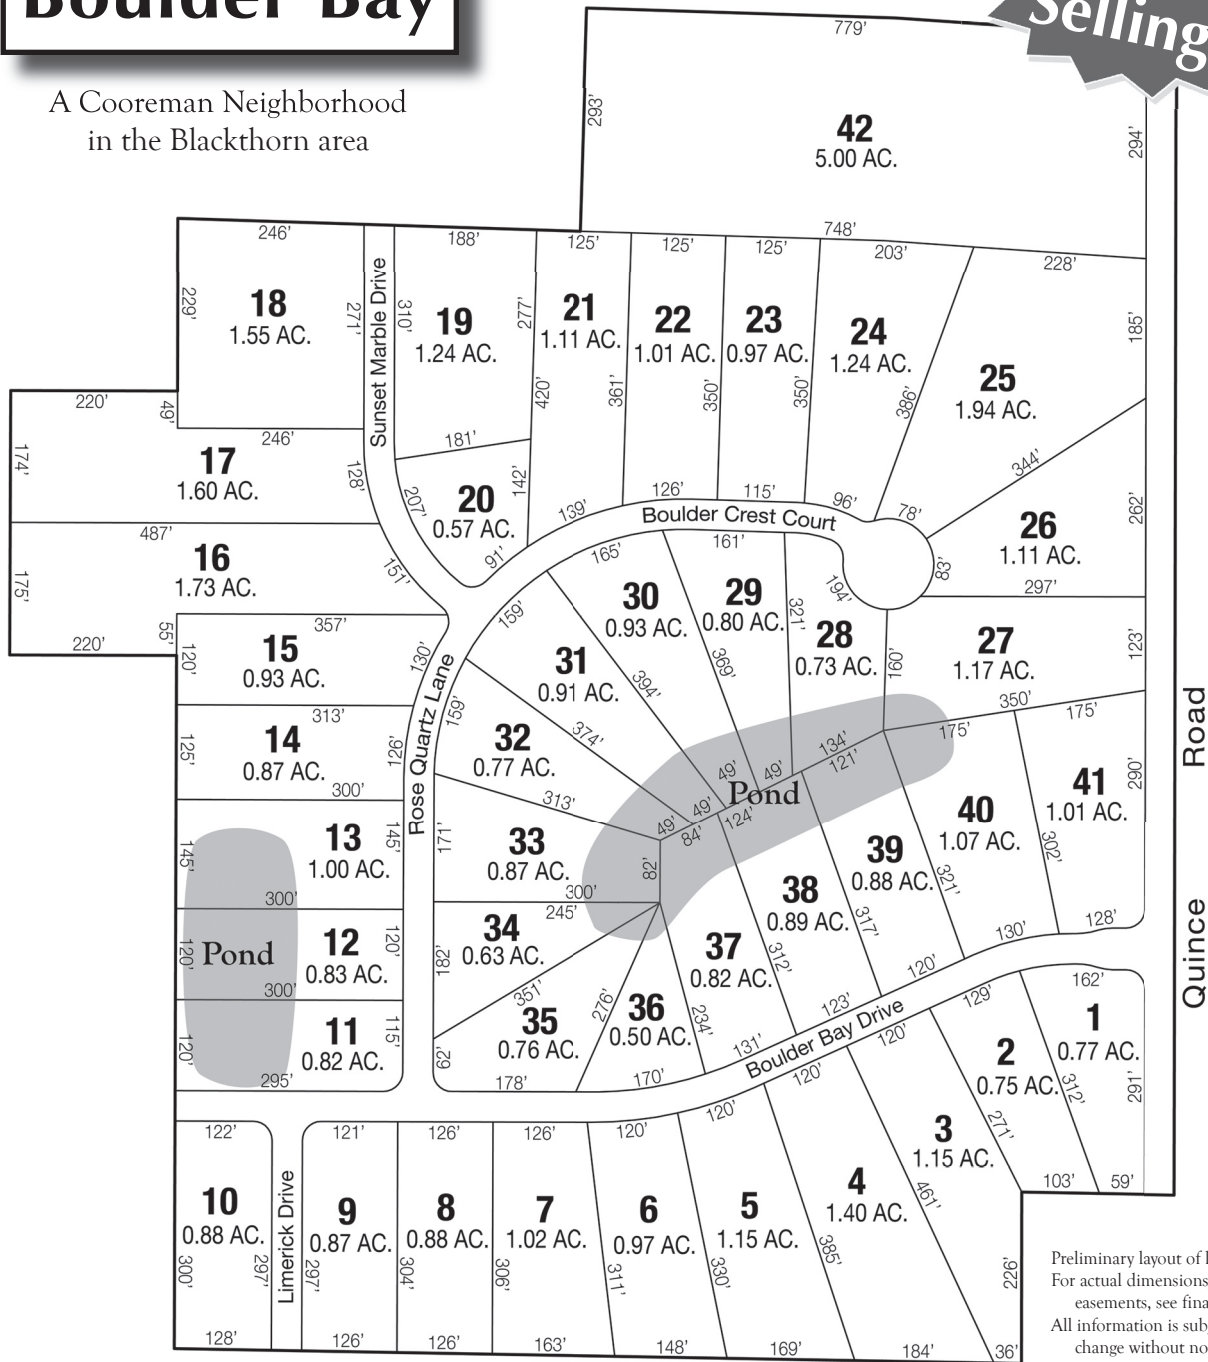 Boulder Bay
Selling
A Cooreman Neighborhood
in the Blackthorn area
779'
293'
42
5.00 AC.
294'
748'
246'
229'
18
1.55 AC.
271'
Sunset Marble Drive
188'
310'
19
1.24 AC.
277'
181'
125'
21
1.11 AC.
420'
361'
125'
22
1.01 AC.
350'
125'
23
0.97 AC.
350'
203'
24
1.24 AC.
386'
228'
185'
25
1.94 AC.
344'
220'
49'
246'
174'
17
1.60 AC.
128'
487'
207'
20
0.57 AC.
142'
91'
139'
126'
115'
96'
78'
Boulder Crest Court
262'
26
1.11 AC.
83'
297'
175'
16
1.73 AC.
151'
220'
55'
357'
120'
15
0.93 AC.
130'
313'
165'
161'
159'
30
0.93 AC.
29
0.80 AC.
194'
321'
28
0.73 AC.
160'
27
1.17 AC.
123'
350'
31
0.91 AC.
394'
369'
Rose Quartz Lane
159'
32
0.77 AC.
374'
125'
14
0.87 AC.
126'
300'
313'
49'
49'
49'
49'
134'
121'
124'
84'
Pond
175'
175'
145'
13
1.00 AC.
145'
300'
171'
33
0.87 AC.
82'
300'
245'
39
0.88 AC.
321'
40
1.07 AC.
302'
41
1.01 AC.
290'
Road
Quince
120'
Pond
12
0.83 AC.
120'
300'
182'
34
0.63 AC.
351'
37
0.82 AC.
312'
38
0.89 AC.
317'
130'
128'
120'
11
0.82 AC.
115'
295'
62'
35
0.76 AC.
276'
178'
36
0.50 AC.
234'
170'
131'
123'
120'
Boulder Bay Drive
129'
162'
1
0.77 AC.
291'
312'
59'
2
0.75 AC.
271'
103'
120'
120'
120'
120'
3
1.15 AC.
461'
226'
36'
4
1.40 AC.
385'
184'
122'
10
0.88 AC.
300'
297'
128'
Limerick Drive
121'
9
0.87 AC.
297'
304'
126'
126'
8
0.88 AC.
306'
126'
126'
7
1.02 AC.
163'
6
0.97 AC.
311'
148'
5
1.15 AC.
330'
169'
Preliminary layout of
For actual dimensions
easements, see
All information is
change without